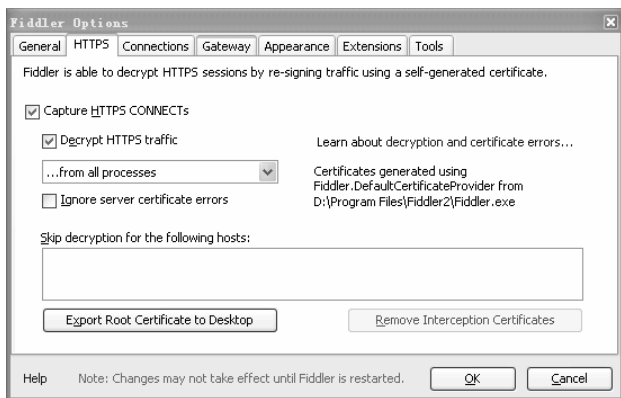 Fiddler Options
General HTTPS Connections Gateway Appearance Extensions Tools
Fiddler is able to decrypt HTTPS sessions by re-signing traffic using a self-generated certificate.
Capture HTTPS CONNECTs
Decrypt HTTPS traffic
Learn about decryption and certificate errors...
...from all processes
Certificates generated using
Fiddler.DefaultCertificateProvider from
D:\Program Files\Fiddler2\Fiddler.exe
Ignore server certificate errors
Skip decryption for the following hosts:
Export Root Certificate to Desktop
Remove Interception Certificates
Help Note: Changes may not take effect until Fiddler is restarted. OK Cancel